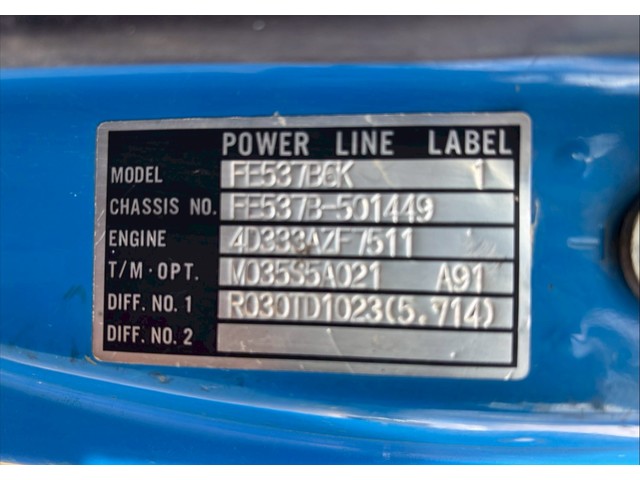 POWER LINE LABEL
MODEL FE537BGK 1
CHASSIS NO. FE537B-501449
ENGINE 4D333AZF7511
T/M·OPT. M035S5A021 A91
DIFF. NO. 1 R030TD1023(5.714)
DIFF. NO. 2